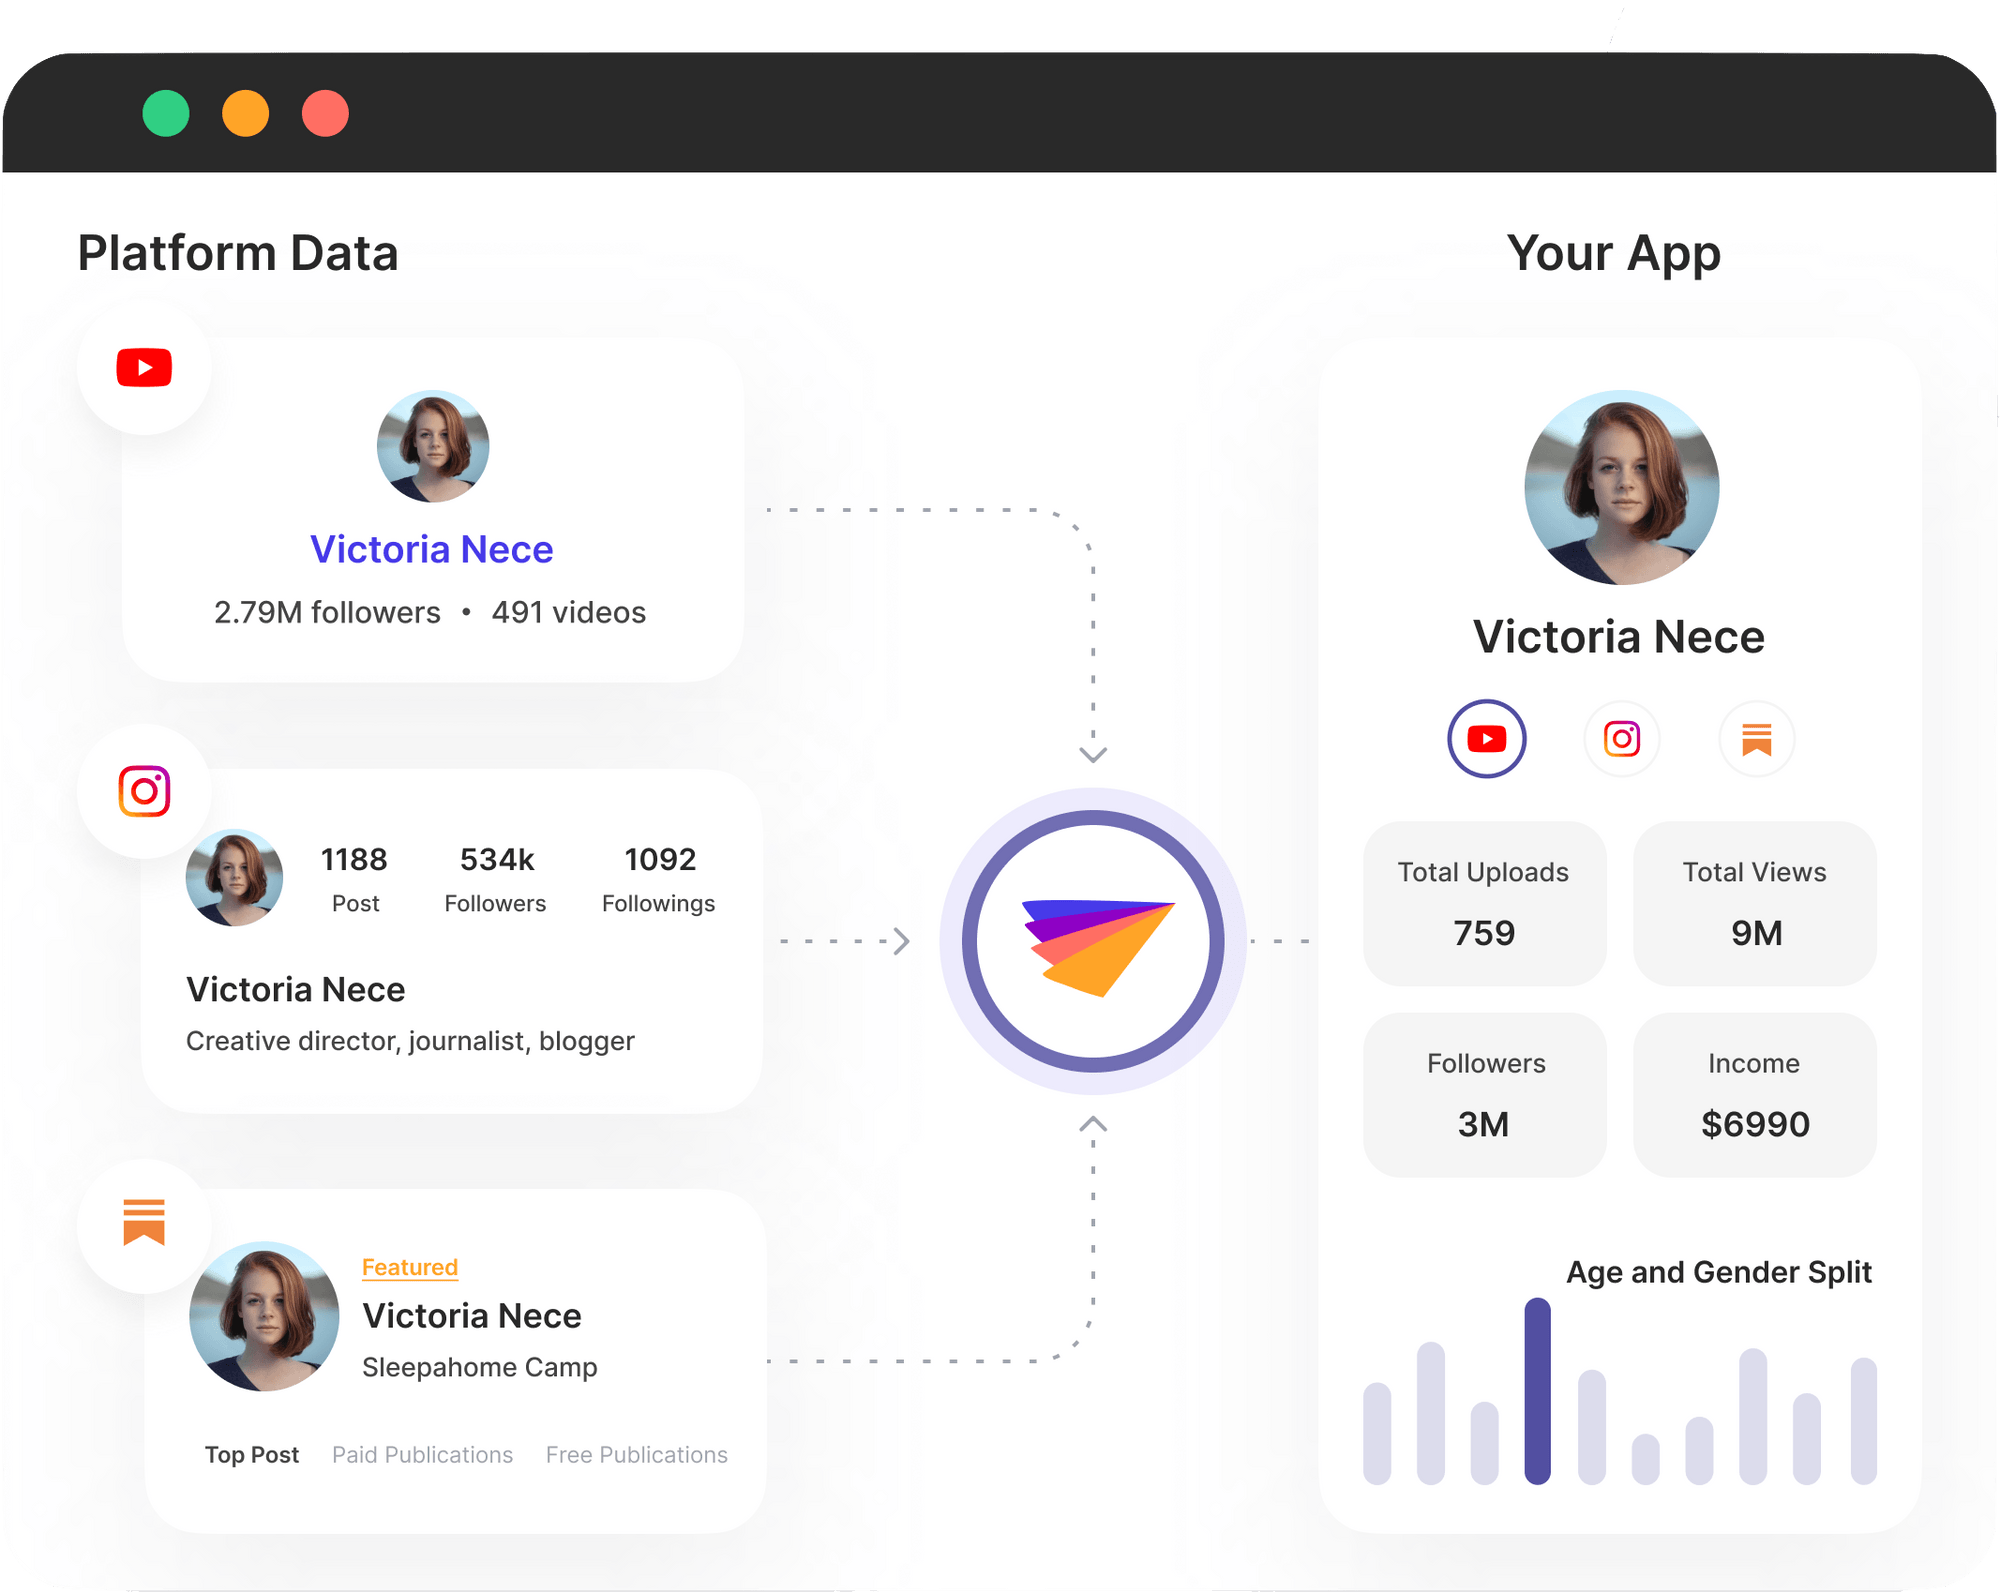 Platform Data
Your App
Victoria Nece
2.79M followers • 491 videos
1188
534k
1092
Post
Followers
Followings
Victoria Nece
Creative director, journalist, blogger
Featured
Victoria Nece
Sleepahome Camp
Top Post
Paid Publications
Free Publications
Victoria Nece
Total Uploads
759
Total Views
9M
Followers
3M
Income
$6990
Age and Gender Split